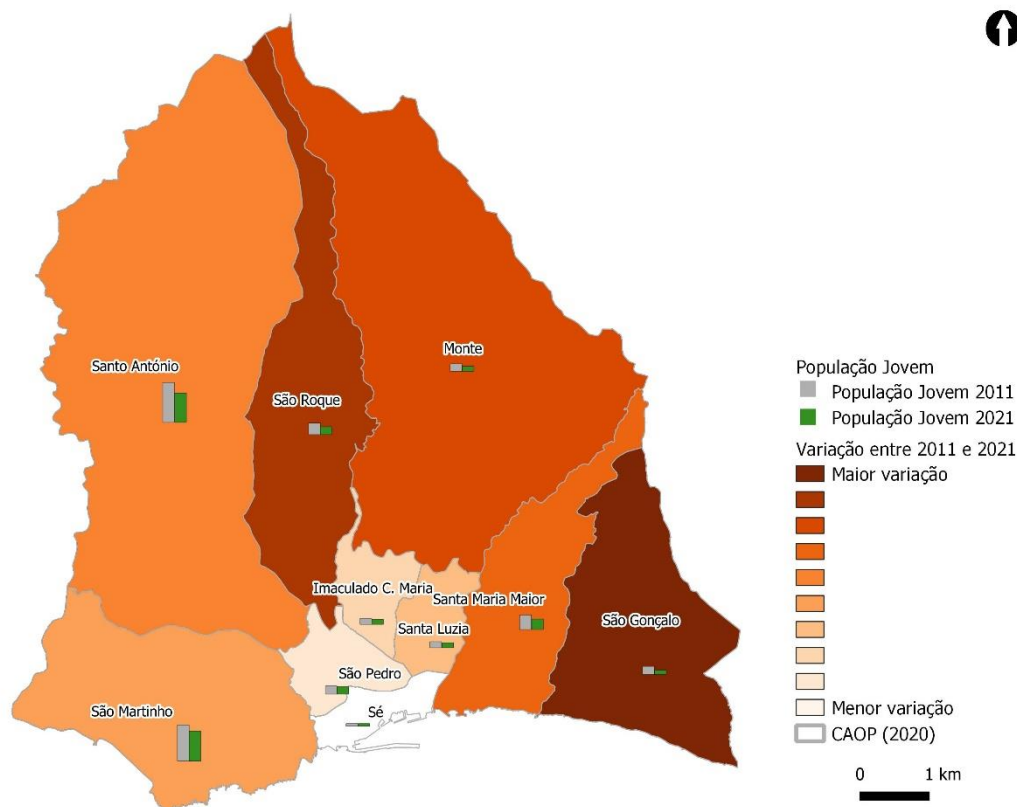 Santo António
São Roque
Monte
Imaculado C. Maria
Santa Maria Maior
Santa Luzia
São Gonçalo
São Pedro
São Martinho
Sé
População Jovem
População Jovem 2011
População Jovem 2021
Variação entre 2011 e 2021
Maior variação
Menor variação
CAOP (2020)
0 1 km